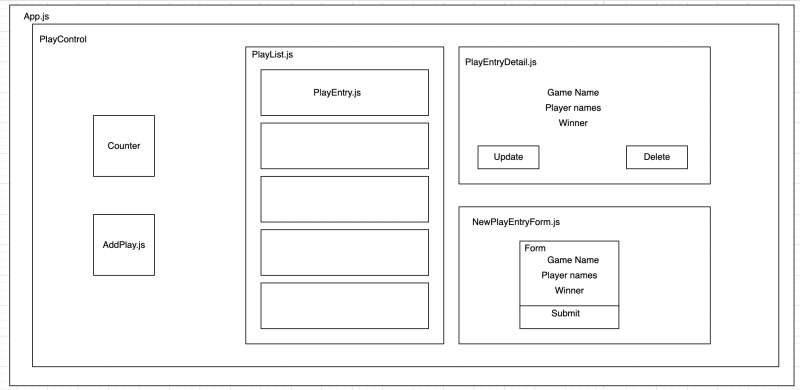 App.js
PlayControl
Counter
AddPlay.js
PlayList.js
PlayEntry.js
PlayEntryDetail.js
Game Name
Player names
Winner
Update
Delete
NewPlayEntryForm.js
Form
Game Name
Player names
Winner
Submit